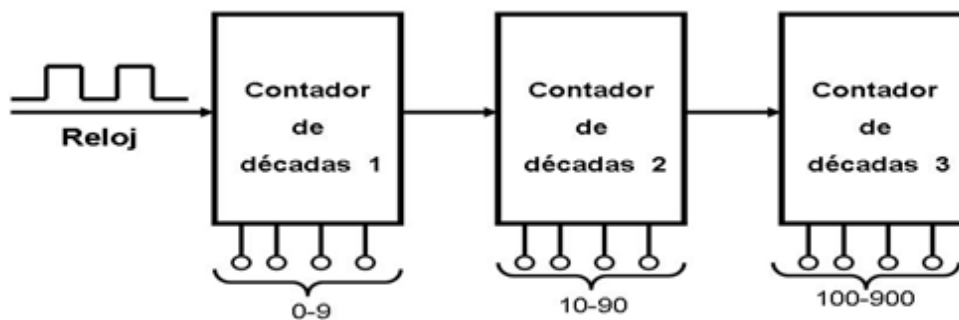 Reloj
Contador
de
décadas 1
0-9
Contador
de
décadas 2
10-90
Contador
de
décadas 3
100-900